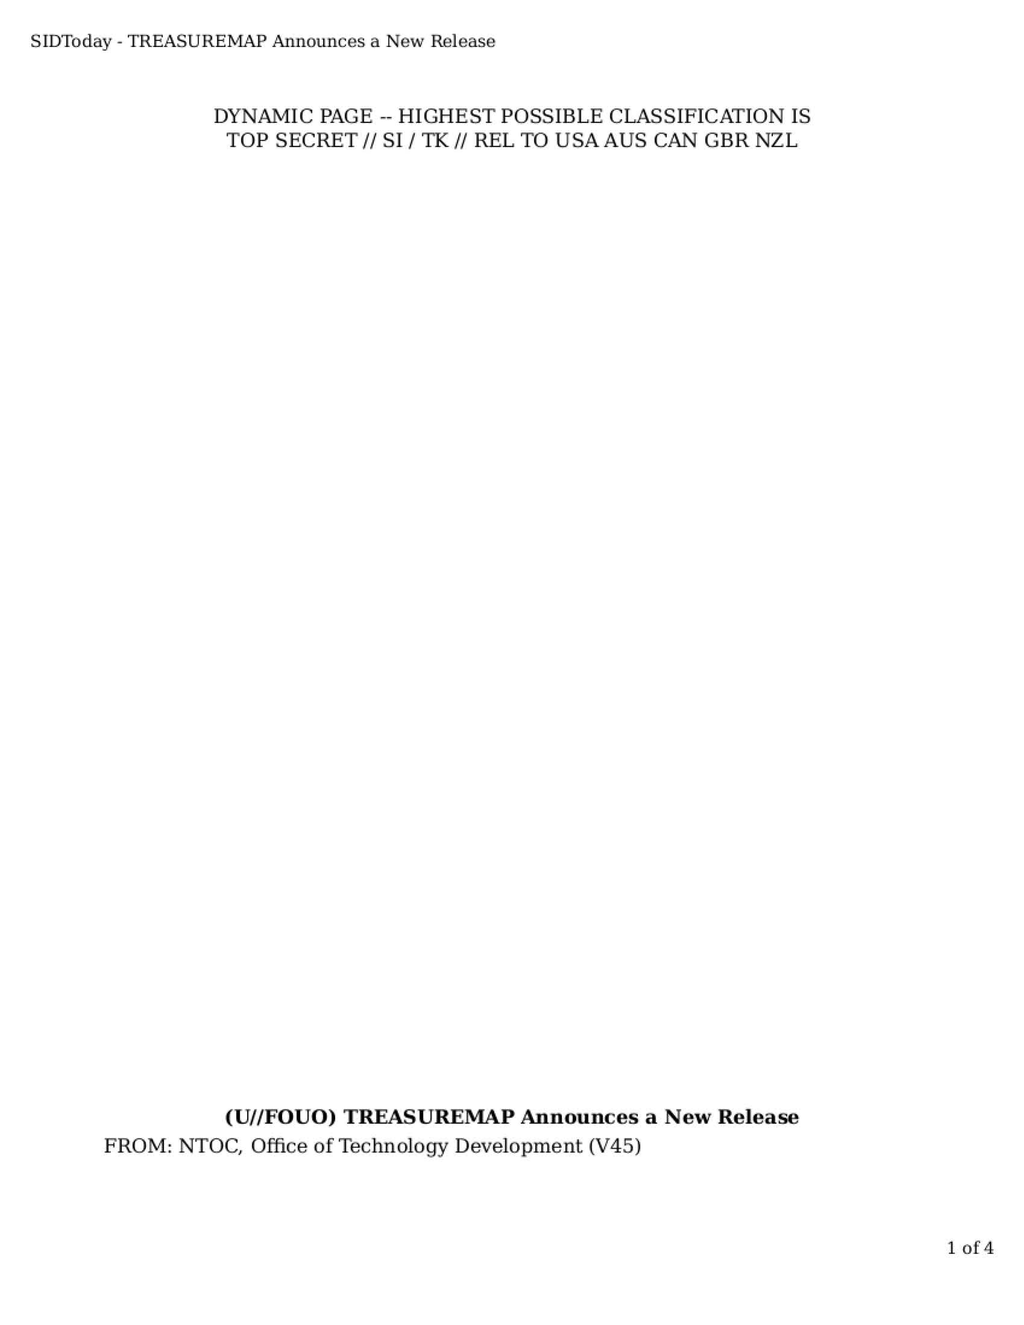 SIDToday - TREASUREMAP Announces a New Release
DYNAMIC PAGE -- HIGHEST POSSIBLE CLASSIFICATION IS
TOP SECRET // SI / TK // REL TO USA AUS CAN GBR NZL
(U//FOUO) TREASUREMAP Announces a New Release
FROM: NTOC, Office of Technology Development (V45)
1 of 4